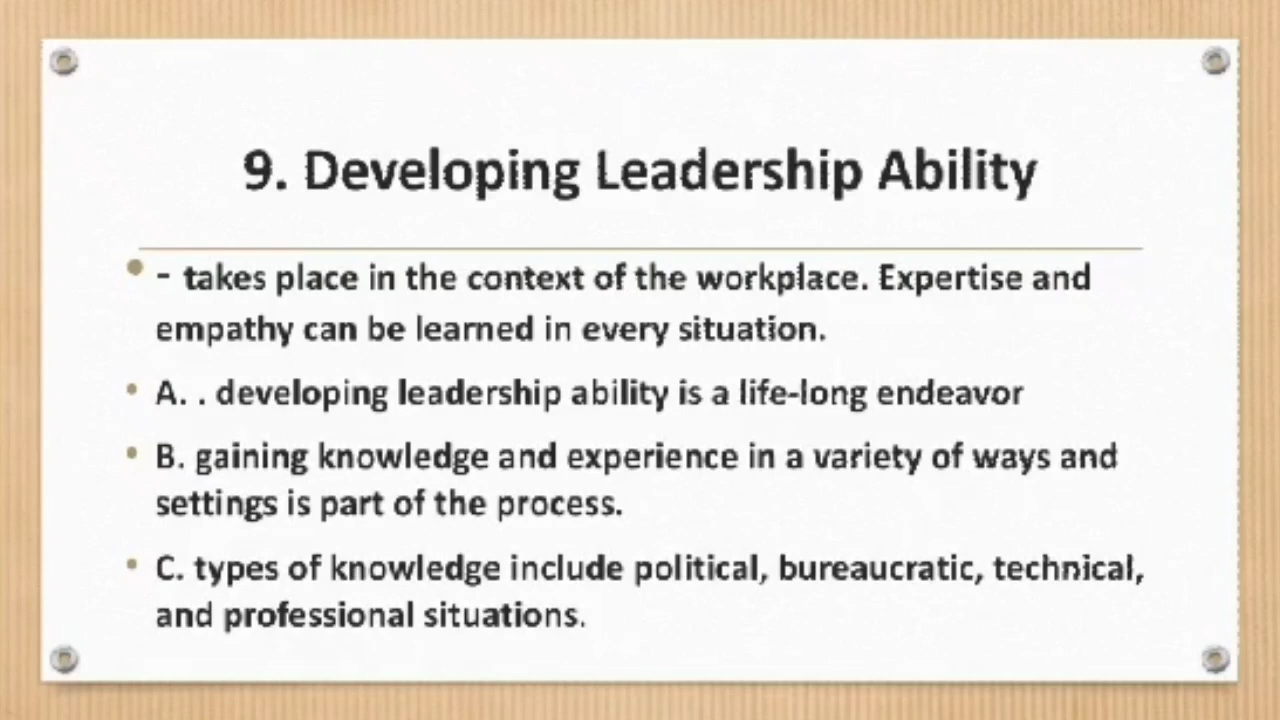 9. Developing Leadership Ability
- takes place in the context of the workplace. Expertise and
empathy can be learned in every situation.
A. . developing leadership ability is a life-long endeavor
B. gaining knowledge and experience in a variety of ways and
settings is part of the process.
C. types of knowledge include political, bureaucratic, technical,
and professional situations.